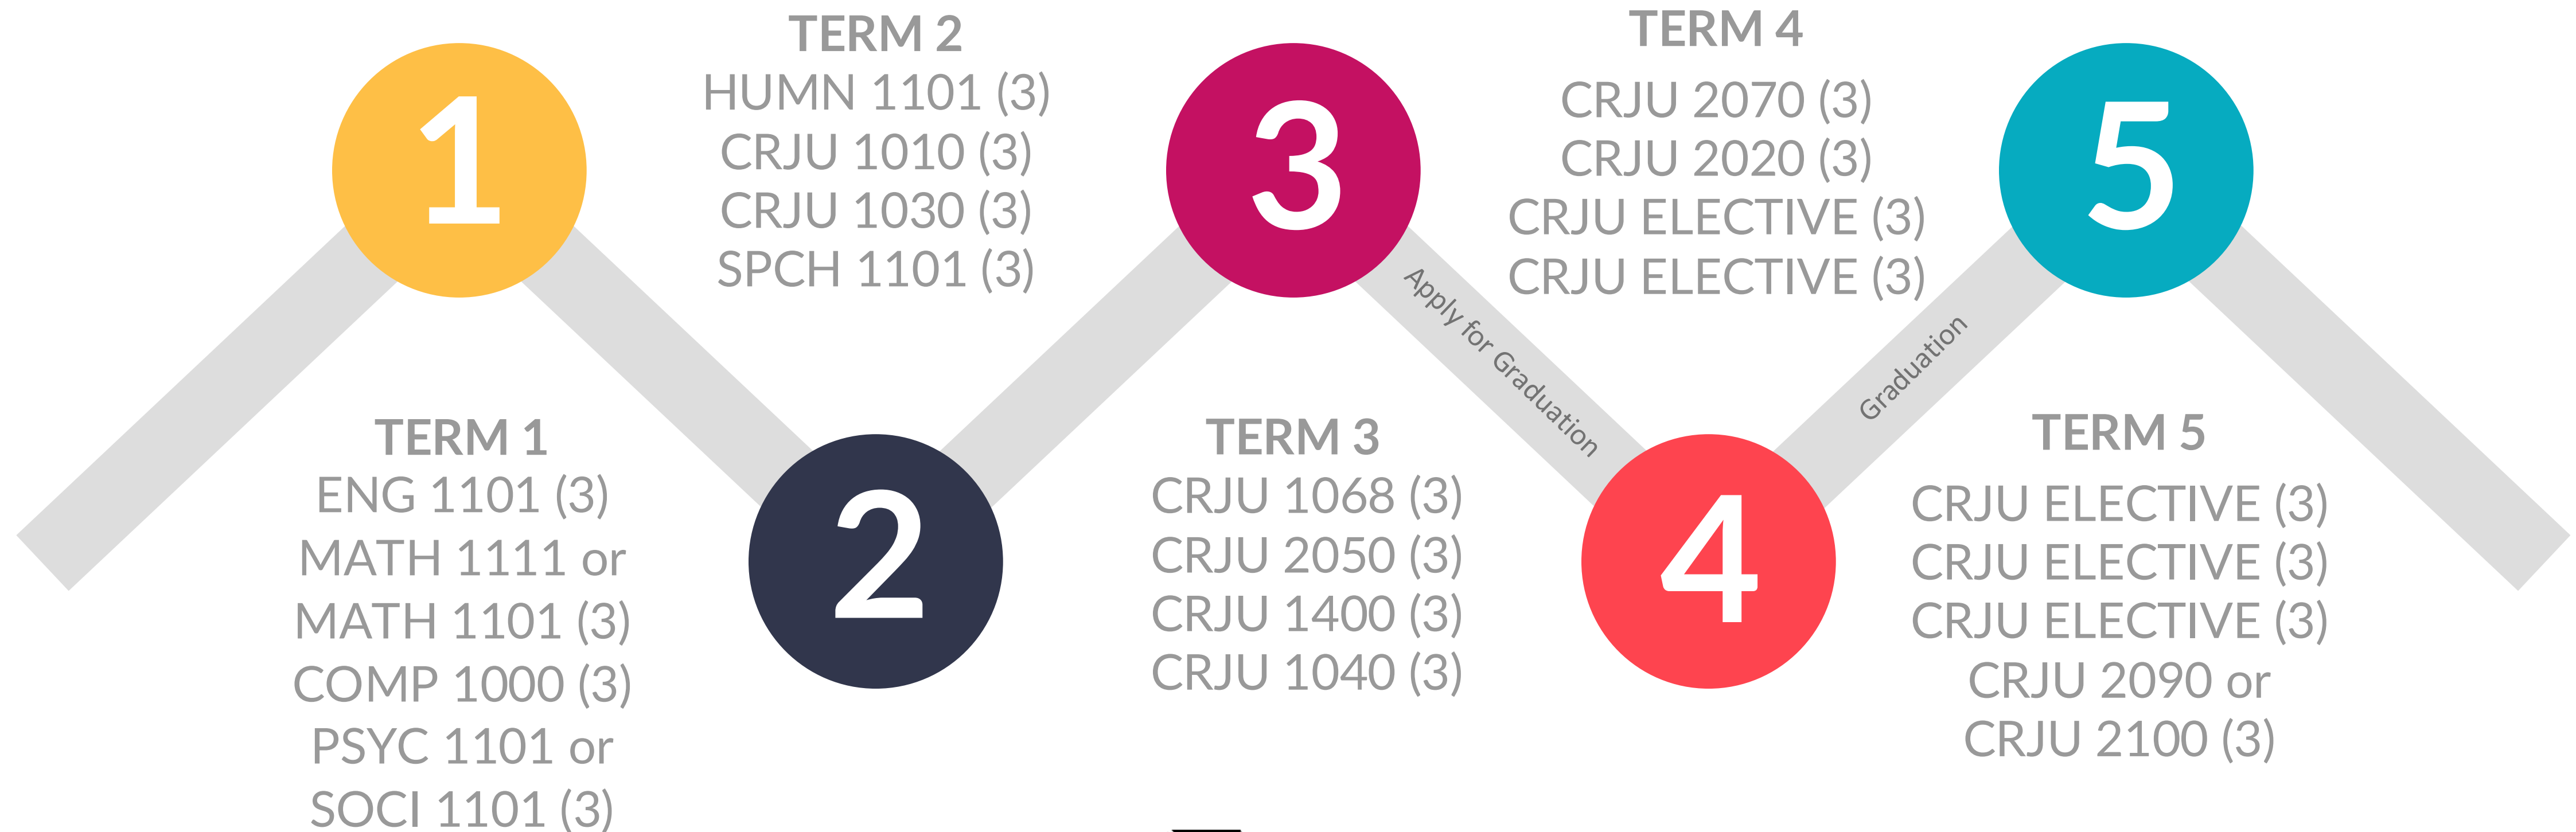 1
TERM 1
ENG 1101 (3)
MATH 1111 or
MATH 1101 (3)
COMP 1000 (3)
PSYC 1101 or
SOCI 1101 (3)
TERM 2
HUMN 1101 (3)
CRJU 1010 (3)
CRJU 1030 (3)
SPCH 1101 (3)
2
3
TERM 3
CRJU 1068 (3)
CRJU 2050 (3)
CRJU 1400 (3)
CRJU 1040 (3)
Apply for Graduation
TERM 4
CRJU 2070 (3)
CRJU 2020 (3)
CRJU ELECTIVE (3)
CRJU ELECTIVE (3)
4
Graduation
5
TERM 5
CRJU ELECTIVE (3)
CRJU ELECTIVE (3)
CRJU ELECTIVE (3)
CRJU 2090 or
CRJU 2100 (3)